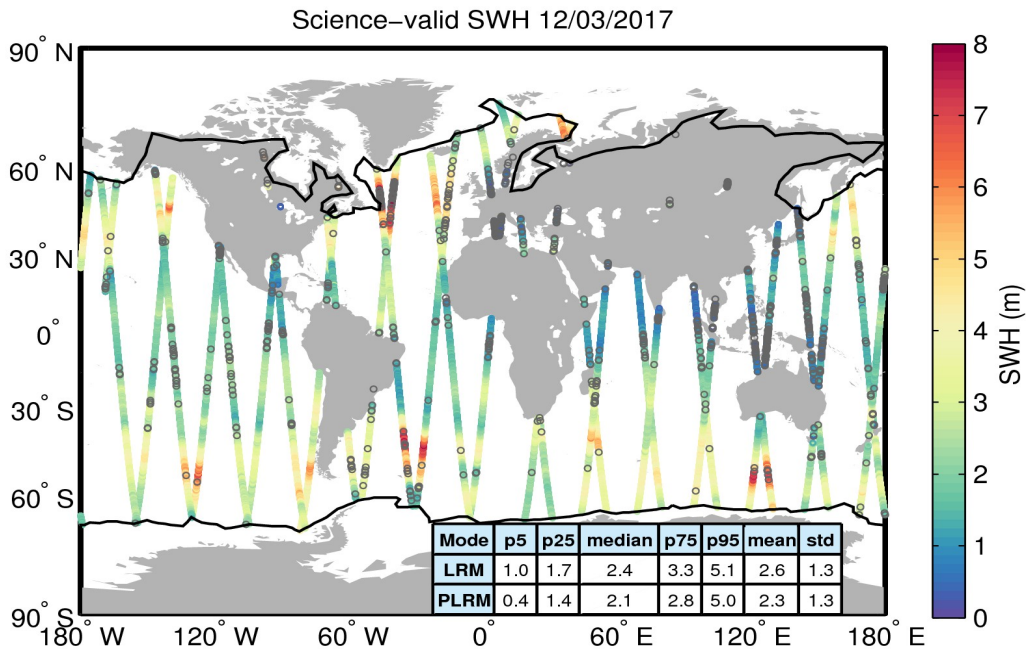 Science−valid SWH 12/03/2017
90° N
60° N
30° N
0°
30° S
60° S
90° S
180° W
120° W
60° W
0°
60° E
120° E
180° E
Mode p5 p25 median p75 p95 mean std
LRM 1.0 1.7 2.4 3.3 5.1 2.6 1.3
PLRM 0.4 1.4 2.1 2.8 5.0 2.3 1.3
8
7
6
5
4
3
2
1
0
SWH (m)